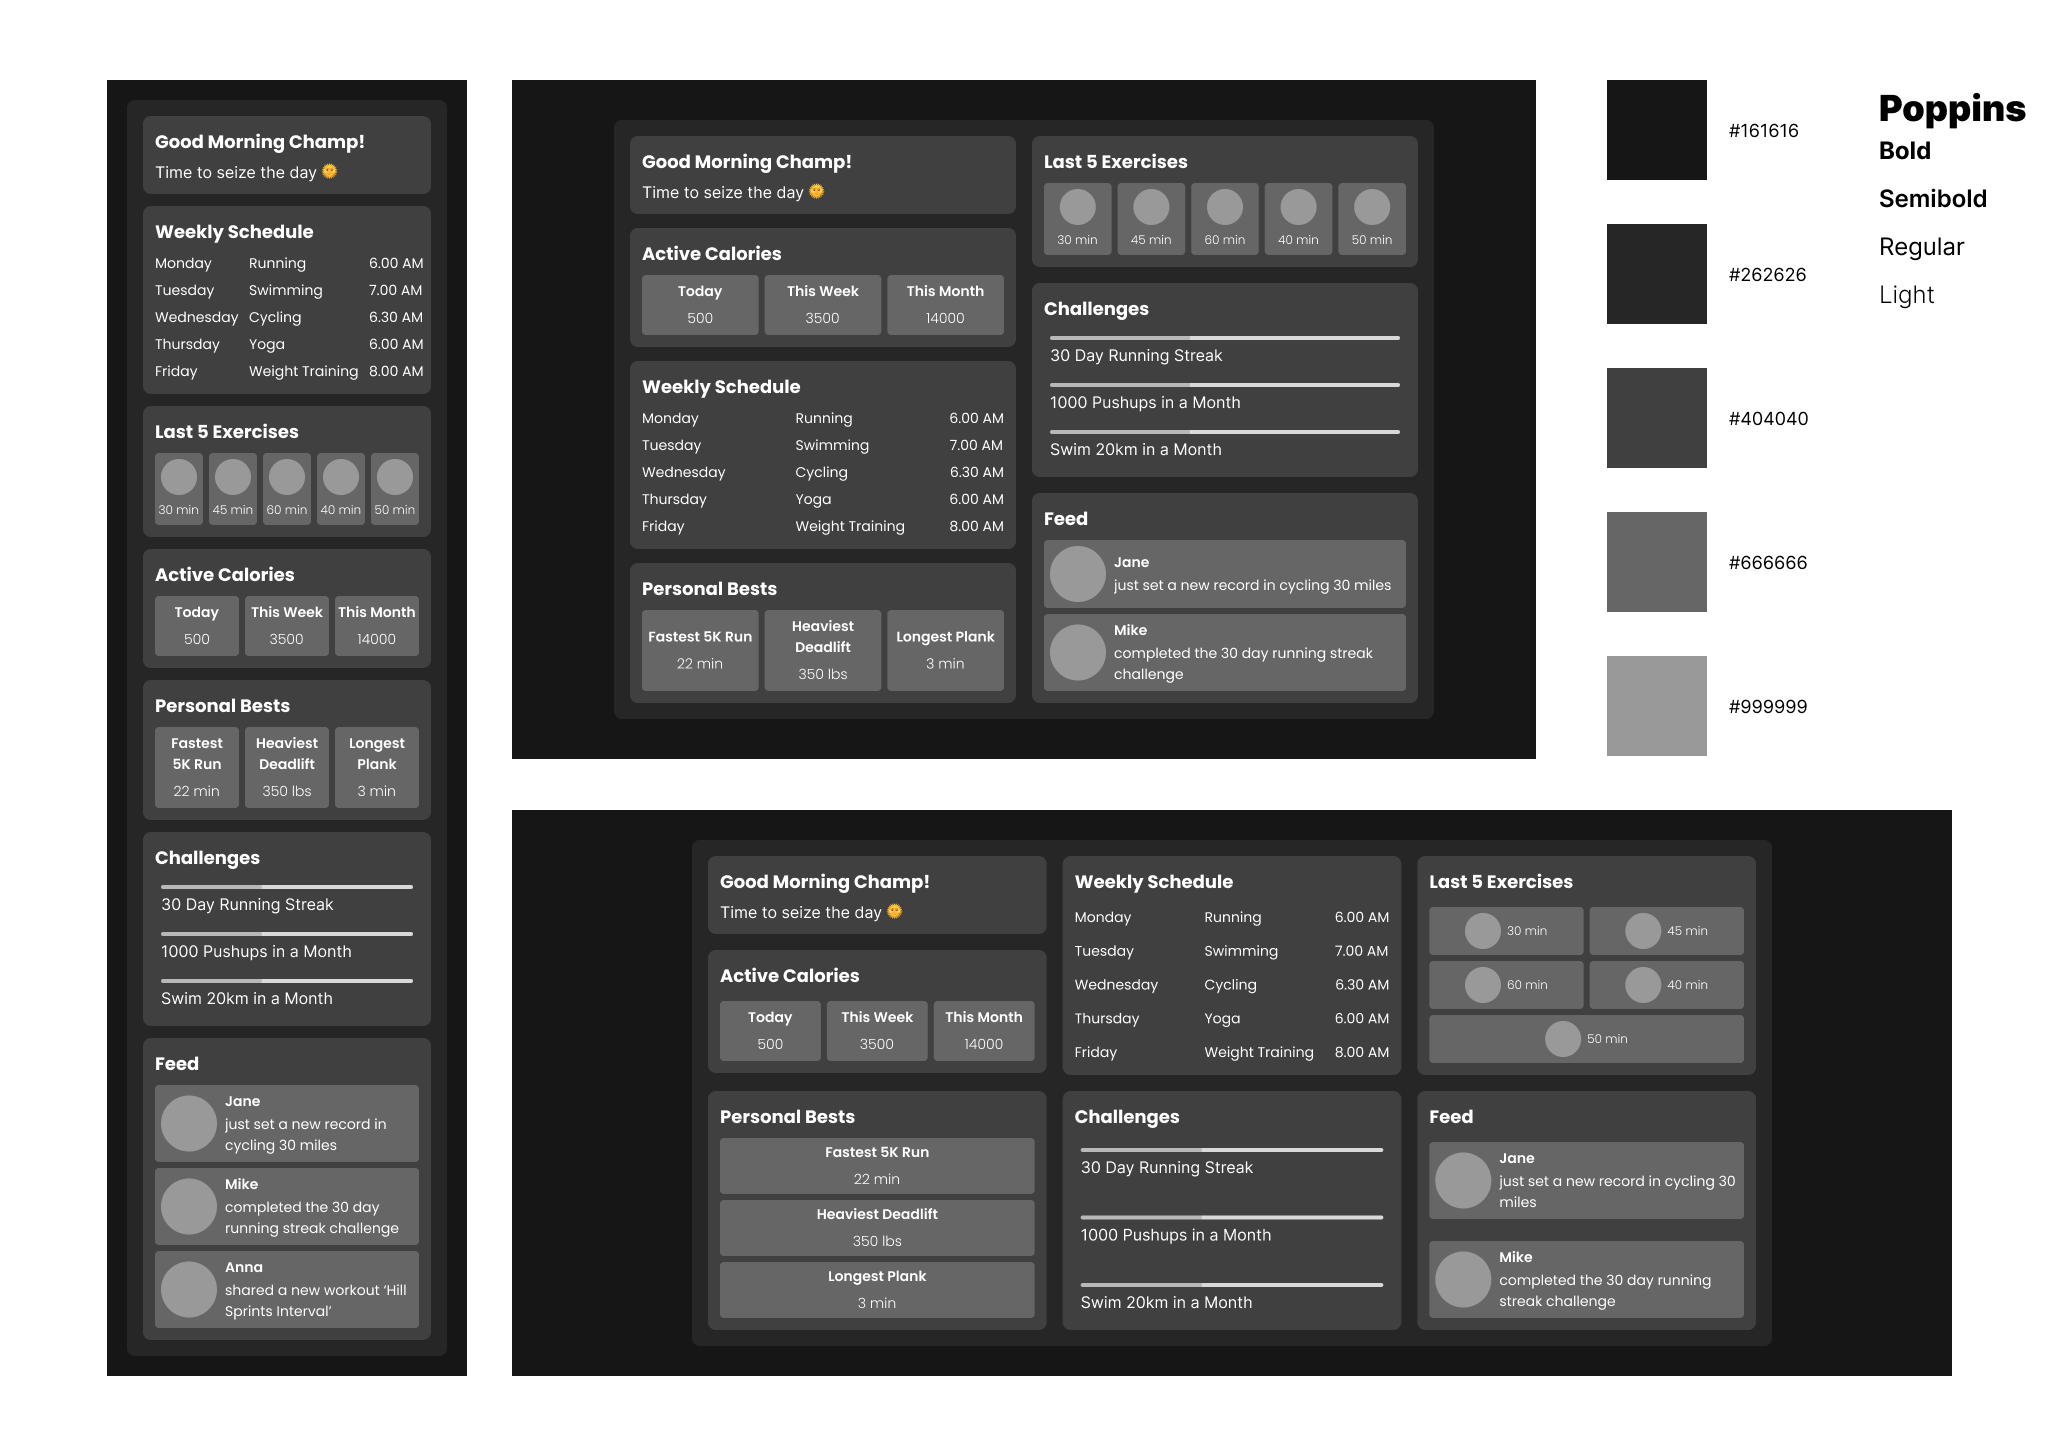 Good Morning Champ!
Time to seize the day 🌞
Weekly Schedule
Monday Running 6.00 AM
Tuesday Swimming 7.00 AM
Wednesday Cycling 6.30 AM
Thursday Yoga 6.00 AM
Friday Weight Training 8.00 AM
Last 5 Exercises
30 min 45 min 60 min 40 min 50 min
Active Calories
Today This Week This Month
500 3500 14000
Personal Bests
Fastest Heaviest Longest
5K Run Deadlift Plank
22 min 350 lbs 3 min
Challenges
30 Day Running Streak
1000 Pushups in a Month
Swim 20km in a Month
Feed
Jane
just set a new record in
cycling 30 miles
Mike
completed the 30 day
running streak challenge
Anna
shared a new workout ‘Hill
Sprints Interval’
Good Morning Champ!
Time to seize the day 🌞
Active Calories
Today This Week This Month
500 3500 14000
Weekly Schedule
Monday Running 6.00 AM
Tuesday Swimming 7.00 AM
Wednesday Cycling 6.30 AM
Thursday Yoga 6.00 AM
Friday Weight Training 8.00 AM
Personal Bests
Fastest 5K Run
22 min
Heaviest
Deadlift
350 lbs
Longest Plank
3 min
Last 5 Exercises
30 min 45 min 60 min 40 min 50 min
Challenges
30 Day Running Streak
1000 Pushups in a Month
Swim 20km in a Month
Feed
Jane
just set a new record in cycling 30 miles
Mike
completed the 30 day running streak
challenge
Good Morning Champ!
Time to seize the day 🌞
Active Calories
Today This Week This Month
500 3500 14000
Personal Bests
Fastest 5K Run
22 min
Heaviest Deadlift
350 lbs
Longest Plank
3 min
Weekly Schedule
Monday Running 6.00 AM
Tuesday Swimming 7.00 AM
Wednesday Cycling 6.30 AM
Thursday Yoga 6.00 AM
Friday Weight Training 8.00 AM
Challenges
30 Day Running Streak
1000 Pushups in a Month
Swim 20km in a Month
Last 5 Exercises
30 min 45 min
60 min 40 min
50 min
Feed
Jane
just set a new record in cycling 30
miles
Mike
completed the 30 day running
streak challenge
#161616
#262626
#404040
#666666
#999999
Poppins
Bold
Semibold
Regular
Light